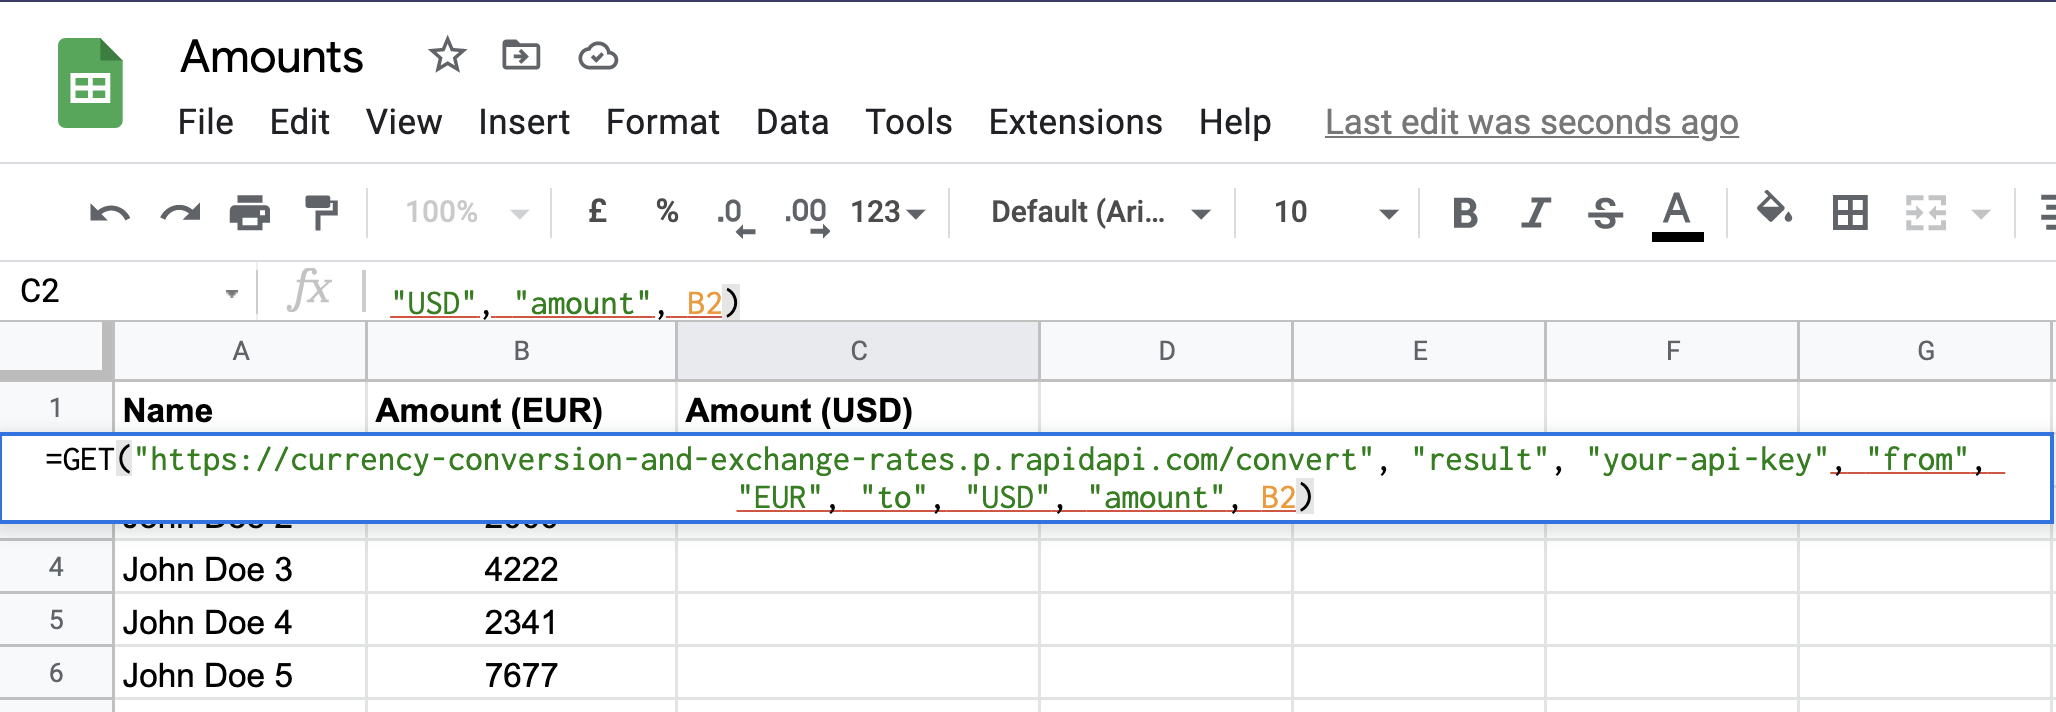 Amounts
File Edit View Insert Format Data Tools Extensions Help Last edit was seconds ago
100% £ % .0 .00 123 Default (Ari... 10 B I S A
C2 fx "USD", "amount", B2)
A B C D E F G
1 Name Amount (EUR) Amount (USD)
=GET("https://currency-conversion-and-exchange-rates.p.rapidapi.com/convert", "result", "your-api-key", "from",
"EUR", "to", "USD", "amount", B2)
4 John Doe 3 4222
5 John Doe 4 2341
6 John Doe 5 7677